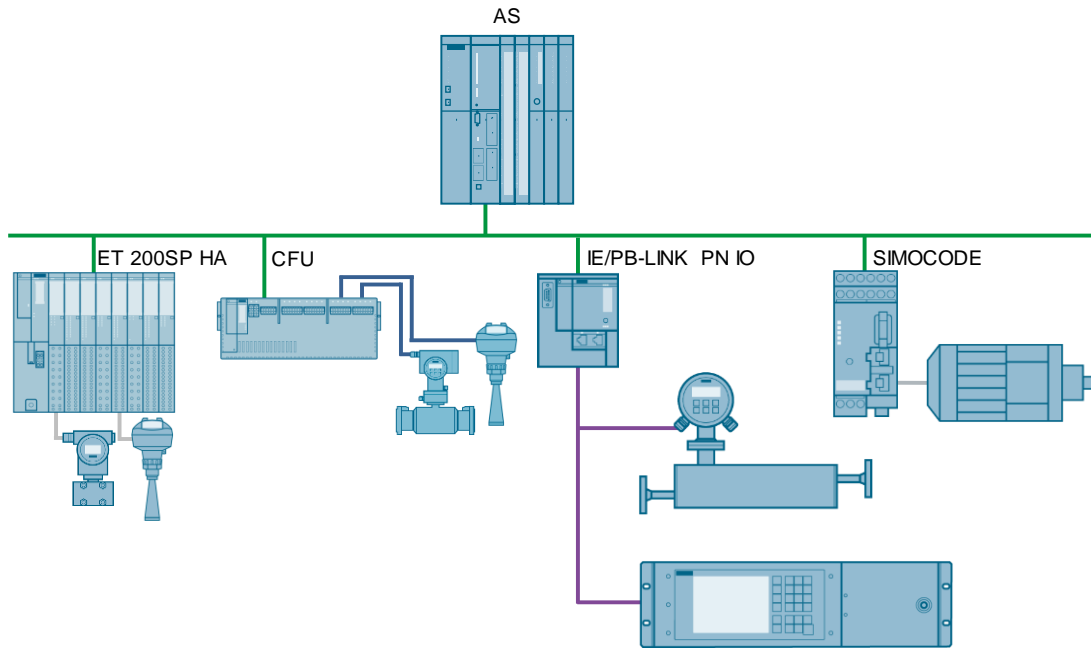 AS
ET 200SP HA
CFU
IE/PB-LINK PN IO
SIMOCODE